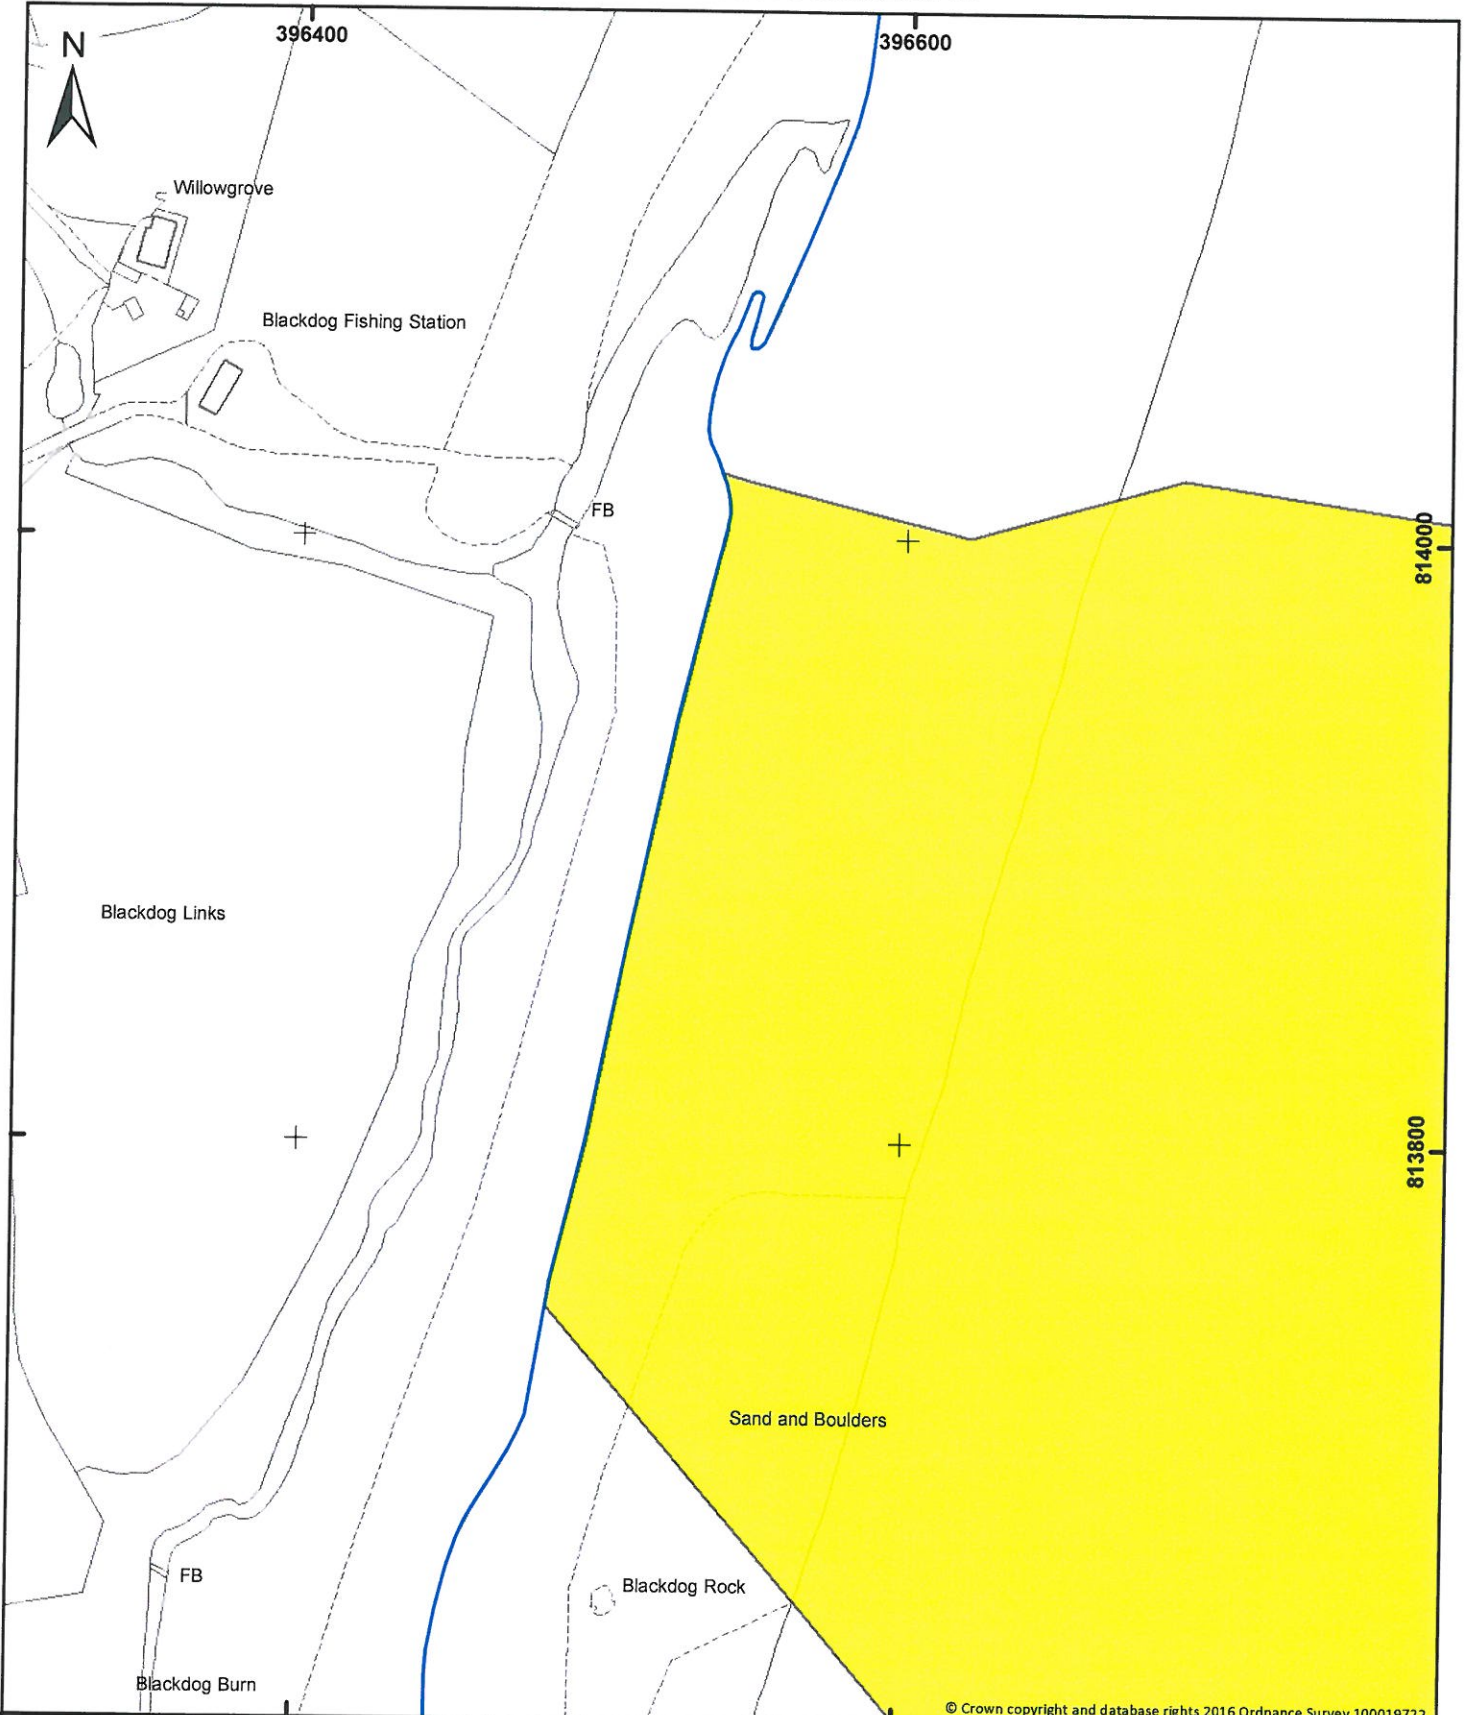 396400
396600
N
Willowgrove
Blackdog Fishing Station
FB
814000
Blackdog Links
813800
Sand and Boulders
FB
Blackdog Rock
Blackdog Burn
© Crown copyright and database rights 2016 Ordnance Survey 100019722